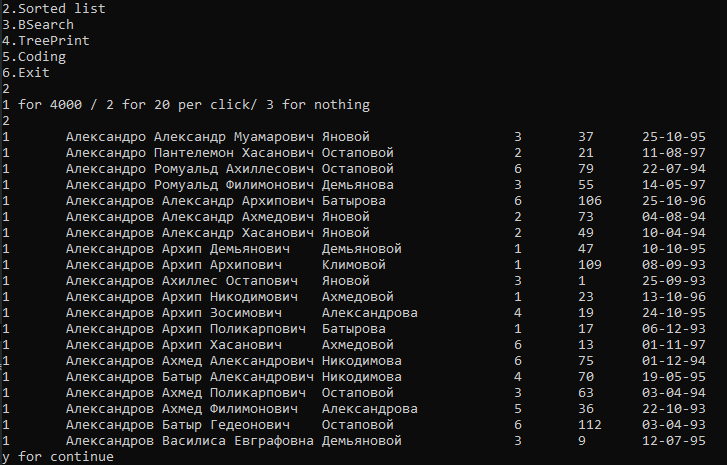 2.Sorted list
3.BSearch
4.TreePrint
5.Coding
6.Exit
2
1 for 4000 / 2 for 20 per click/ 3 for nothing
2
1 Александро Александр Муамарович Яновой 3 37 25-10-95
1 Александро Пантелемон Хасанович Остаповой 2 21 11-08-97
1 Александро Ромуальд Ахиллесович Остаповой 6 79 22-07-94
1 Александро Ромуальд Филимонович Демьянова 3 55 14-05-97
1 Александров Александр Архипович Батырова 6 106 25-10-96
1 Александров Александр Ахмедович Яновой 2 73 04-08-94
1 Александров Александр Хасанович Яновой 2 49 10-04-94
1 Александров Архип Демьянович Демьяновой 1 47 10-10-95
1 Александров Архип Архипович Климовой 1 109 08-09-93
1 Александров Ахиллес Остапович Яновой 3 1 25-09-93
1 Александров Архип Никодимович Ахмедовой 1 23 13-10-96
1 Александров Архип Зосимович Александрова 4 19 24-10-95
1 Александров Архип Поликарпович Батырова 1 17 06-12-93
1 Александров Архип Хасанович Ахмедовой 6 13 01-11-97
1 Александров Ахмед Александрович Никодимова 6 75 01-12-94
1 Александров Батыр Александрович Никодимова 4 70 19-05-95
1 Александров Ахмед Поликарпович Остаповой 3 63 03-04-94
1 Александров Ахмед Филимонович Александрова 5 36 22-10-93
1 Александров Батыр Гедеонович Остаповой 6 112 03-04-93
1 Александров Василиса Евграфовна Демьяновой 3 9 12-07-95
y for continue